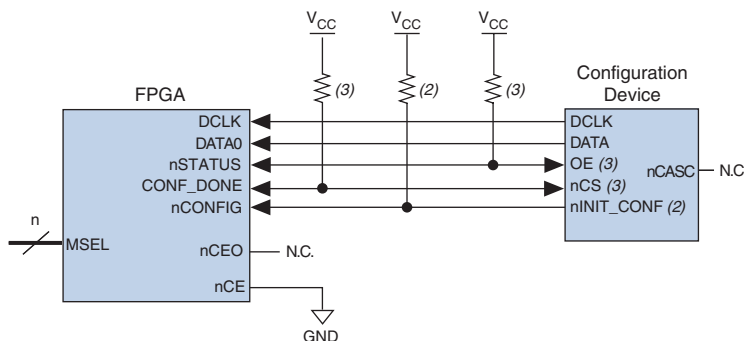 VCC VCC VCC
(3) (2) (3)
Configuration
Device
FPGA
DCLK DCLK
DATA0 DATA
nSTATUS OE (3)
nCASC N.C
CONF_DONE nCS (3)
nCONFIG nINIT_CONF (2)
n
MSEL
nCEO N.C.
nCE
GND